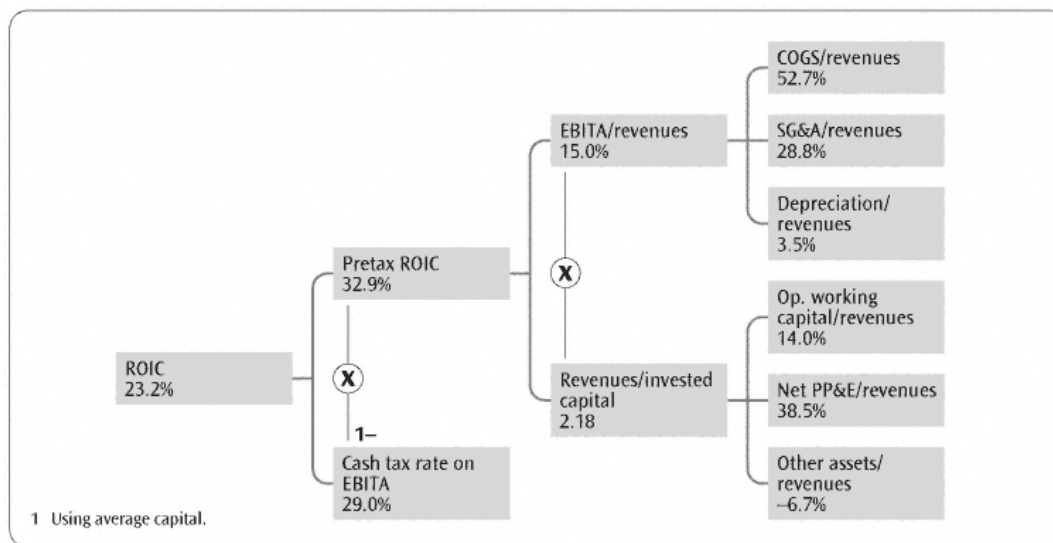 COGS/revenues
52.7%
EBITA/revenues
15.0%
SG&A/revenues
28.8%
Depreciation/
revenues
3.5%
Pretax ROIC
32.9%
X
Op. working
capital/revenues
14.0%
ROIC
23.2%
X
Revenues/invested
capital
2.18
Net PP&E/revenues
38.5%
1–
Cash tax rate on
EBITA
29.0%
Other assets/
revenues
–6.7%
1 Using average capital.